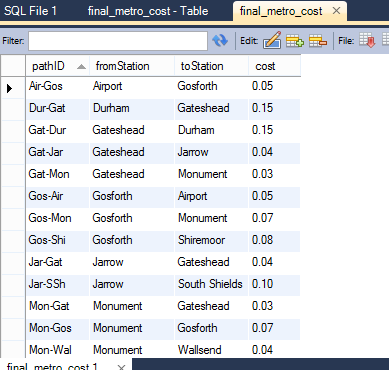 SQL File 1 final_metro_cost - Table final_metro_cost ×
Filter: Edit: File:
pathID fromStation toStation cost
Air-Gos Airport Gosforth 0.05
Dur-Gat Durham Gateshead 0.15
Gat-Dur Gateshead Durham 0.15
Gat-Jar Gateshead Jarrow 0.04
Gat-Mon Gateshead Monument 0.03
Gos-Air Gosforth Airport 0.05
Gos-Mon Gosforth Monument 0.07
Gos-Shi Gosforth Shiremoor 0.08
Jar-Gat Jarrow Gateshead 0.04
Jar-SSh Jarrow South Shields 0.10
Mon-Gat Monument Gateshead 0.03
Mon-Gos Monument Gosforth 0.07
Mon-Wal Monument Wallsend 0.04
final_metro_cost 1 ×